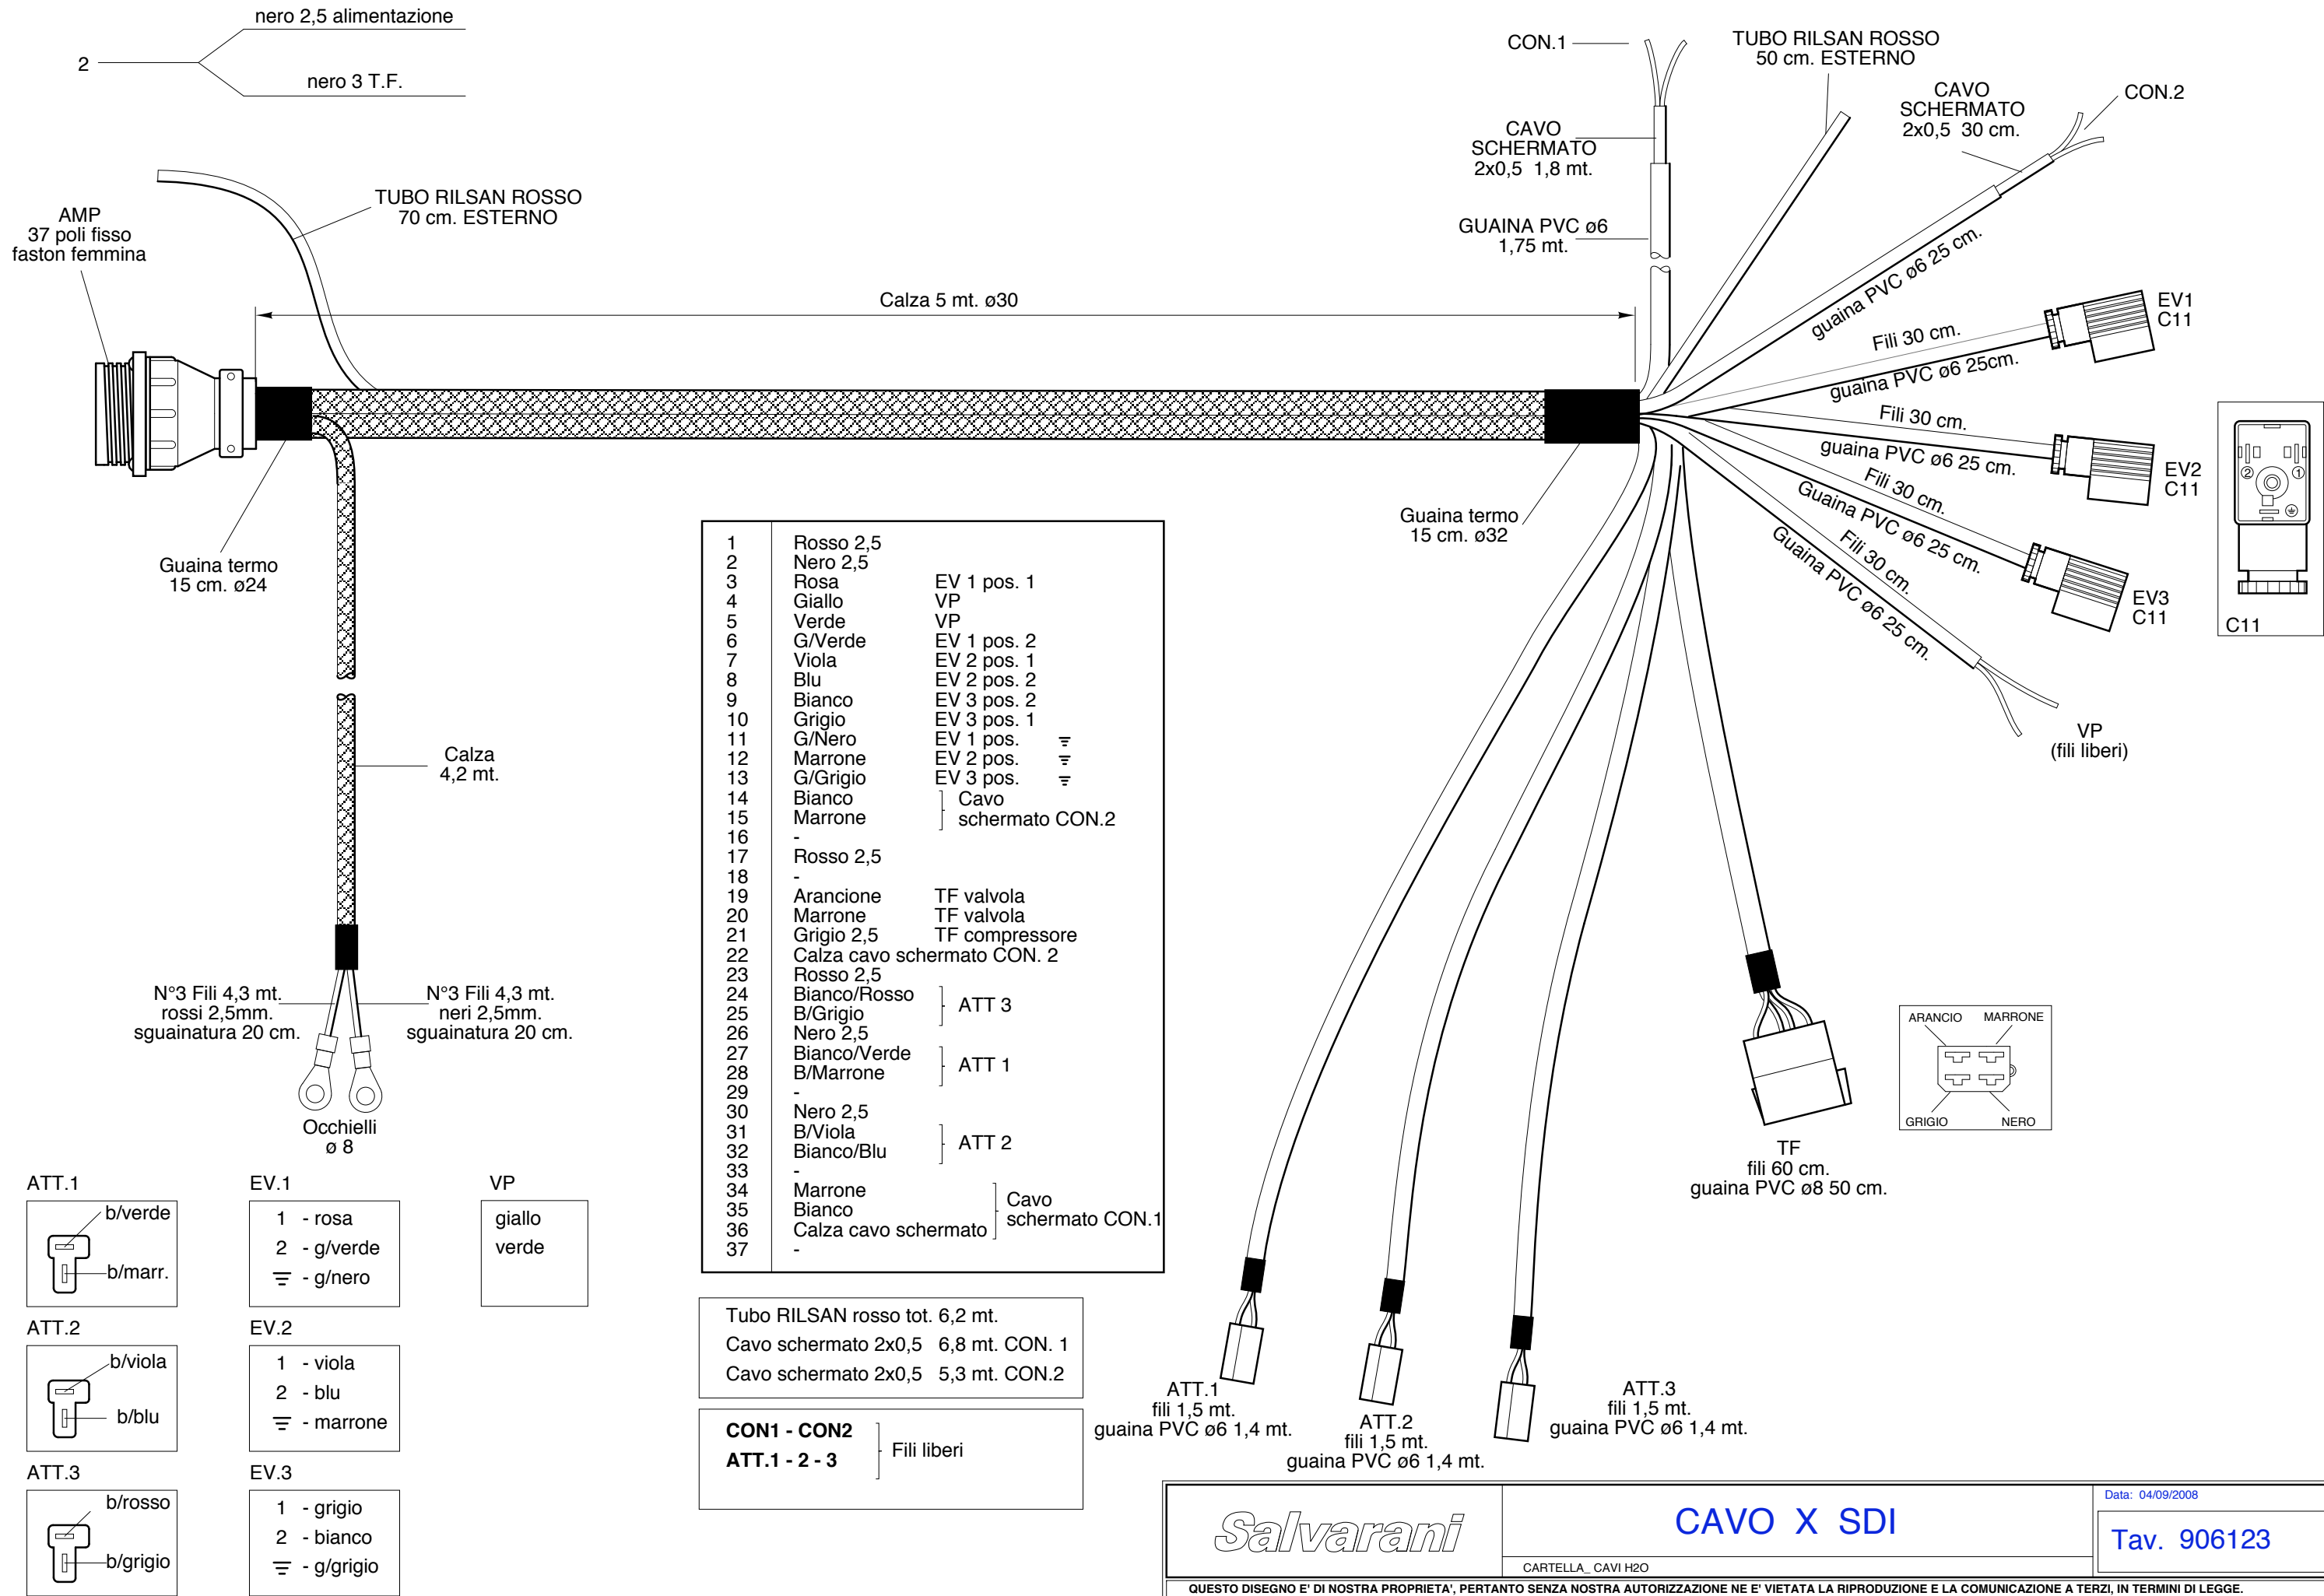 nero 2,5 alimentazione
2
nero 3 T.F.
AMP
37 poli fisso
faston femmina
TUBO RILSAN ROSSO
70 cm. ESTERNO
Calza 5 mt. ø30
CON.1
CAVO
SCHERMATO
2x0,5 1,8 mt.
GUAINA PVC ø6
1,75 mt.
TUBO RILSAN ROSSO
50 cm. ESTERNO
CAVO
SCHERMATO
2x0,5 30 cm.
CON.2
guaina PVC ø6 25 cm.
Fili 30 cm.
guaina PVC ø6 25cm.
EV1
C11
Fili 30 cm.
guaina PVC ø6 25 cm.
EV2
C11
Fili 30 cm.
Guaina PVC ø6 25 cm.
EV3
C11
Fili 30 cm.
Guaina PVC ø6 25 cm.
VP
(fili liberi)
2 1
C11
Guaina termo
15 cm. ø24
Guaina termo
15 cm. ø32
Calza
4,2 mt.
N°3 Fili 4,3 mt.
rossi 2,5mm.
sguainatura 20 cm.
N°3 Fili 4,3 mt.
neri 2,5mm.
sguainatura 20 cm.
Occhielli
ø 8
1 Rosso 2,5
2 Nero 2,5
3 Rosa EV 1 pos. 1
4 Giallo VP
5 Verde VP
6 G/Verde EV 1 pos. 2
7 Viola EV 2 pos. 1
8 Blu EV 2 pos. 2
9 Bianco EV 3 pos. 2
10 Grigio EV 3 pos. 1
11 G/Nero EV 1 pos. ⏚
12 Marrone EV 2 pos. ⏚
13 G/Grigio EV 3 pos. ⏚
14 Bianco Cavo
15 Marrone schermato CON.2
16 -
17 Rosso 2,5
18 -
19 Arancione TF valvola
20 Marrone TF valvola
21 Grigio 2,5 TF compressore
22 Calza cavo schermato CON. 2
23 Rosso 2,5
24 Bianco/Rosso
25 B/Grigio
ATT 3
26 Nero 2,5
27 Bianco/Verde
28 B/Marrone
ATT 1
29 -
30 Nero 2,5
31 B/Viola
32 Bianco/Blu
ATT 2
33 -
34 Marrone
35 Bianco
36 Calza cavo schermato
Cavo
schermato CON.1
37 -
Tubo RILSAN rosso tot. 6,2 mt.
Cavo schermato 2x0,5 6,8 mt. CON. 1
Cavo schermato 2x0,5 5,3 mt. CON.2
CON1 - CON2
ATT.1 - 2 - 3
Fili liberi
ATT.1
b/verde
b/marr.
ATT.2
b/viola
b/blu
ATT.3
b/rosso
b/grigio
EV.1
1 - rosa
2 - g/verde
⏚ - g/nero
EV.2
1 - viola
2 - blu
⏚ - marrone
EV.3
1 - grigio
2 - bianco
⏚ - g/grigio
VP
giallo
verde
ATT.1
fili 1,5 mt.
guaina PVC ø6 1,4 mt.
ATT.2
fili 1,5 mt.
guaina PVC ø6 1,4 mt.
ATT.3
fili 1,5 mt.
guaina PVC ø6 1,4 mt.
TF
fili 60 cm.
guaina PVC ø8 50 cm.
ARANCIO MARRONE
GRIGIO NERO
Salvarani
CAVO X SDI
CARTELLA_ CAVI H2O
Data: 04/09/2008
Tav. 906123
QUESTO DISEGNO E' DI NOSTRA PROPRIETA', PERTANTO SENZA NOSTRA AUTORIZZAZIONE NE E' VIETATA LA RIPRODUZIONE E LA COMUNICAZIONE A TERZI, IN TERMINI DI LEGGE.